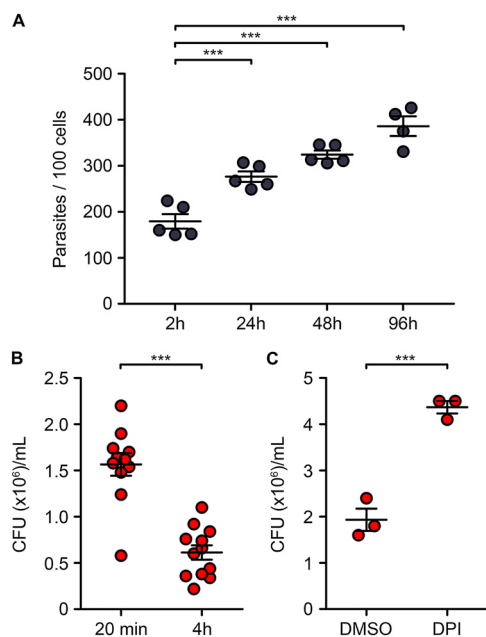 A
***
***
***
Parasites / 100 cells
500
400
300
200
100
0
2h 24h 48h 96h
B
***
CFU (x10⁶)/mL
2.5
2.0
1.5
1.0
0.5
0
20 min 4h
C
***
CFU (x10⁶)/mL
5
4
3
2
1
0
DMSO DPI